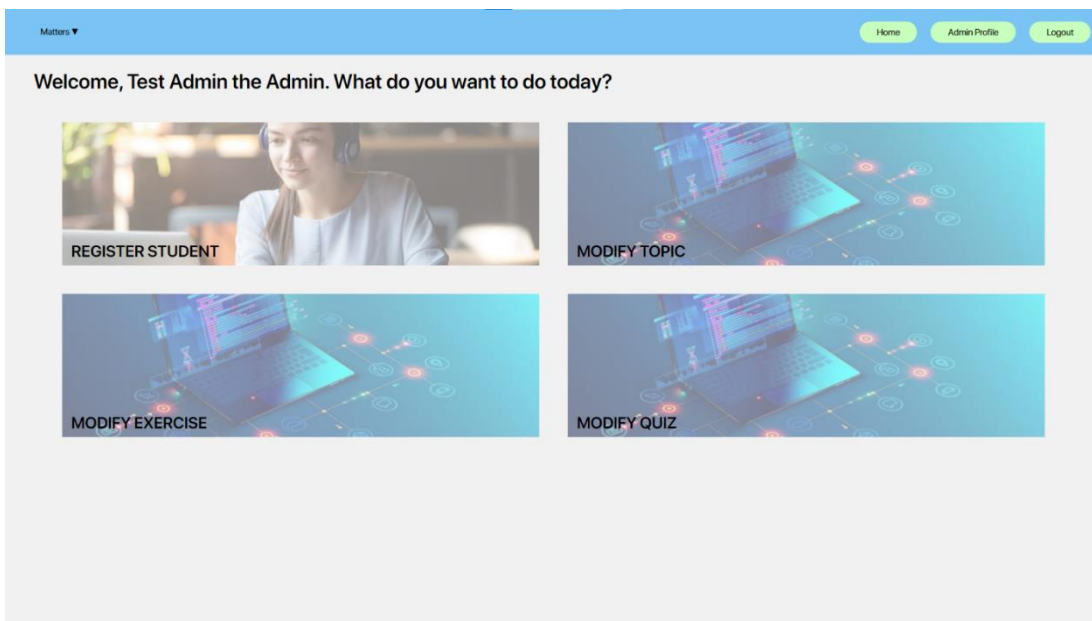 Matters ▼
Home
Admin Profile
Logout
Welcome, Test Admin the Admin. What do you want to do today?
REGISTER STUDENT
MODIFY TOPIC
MODIFY EXERCISE
MODIFY QUIZ